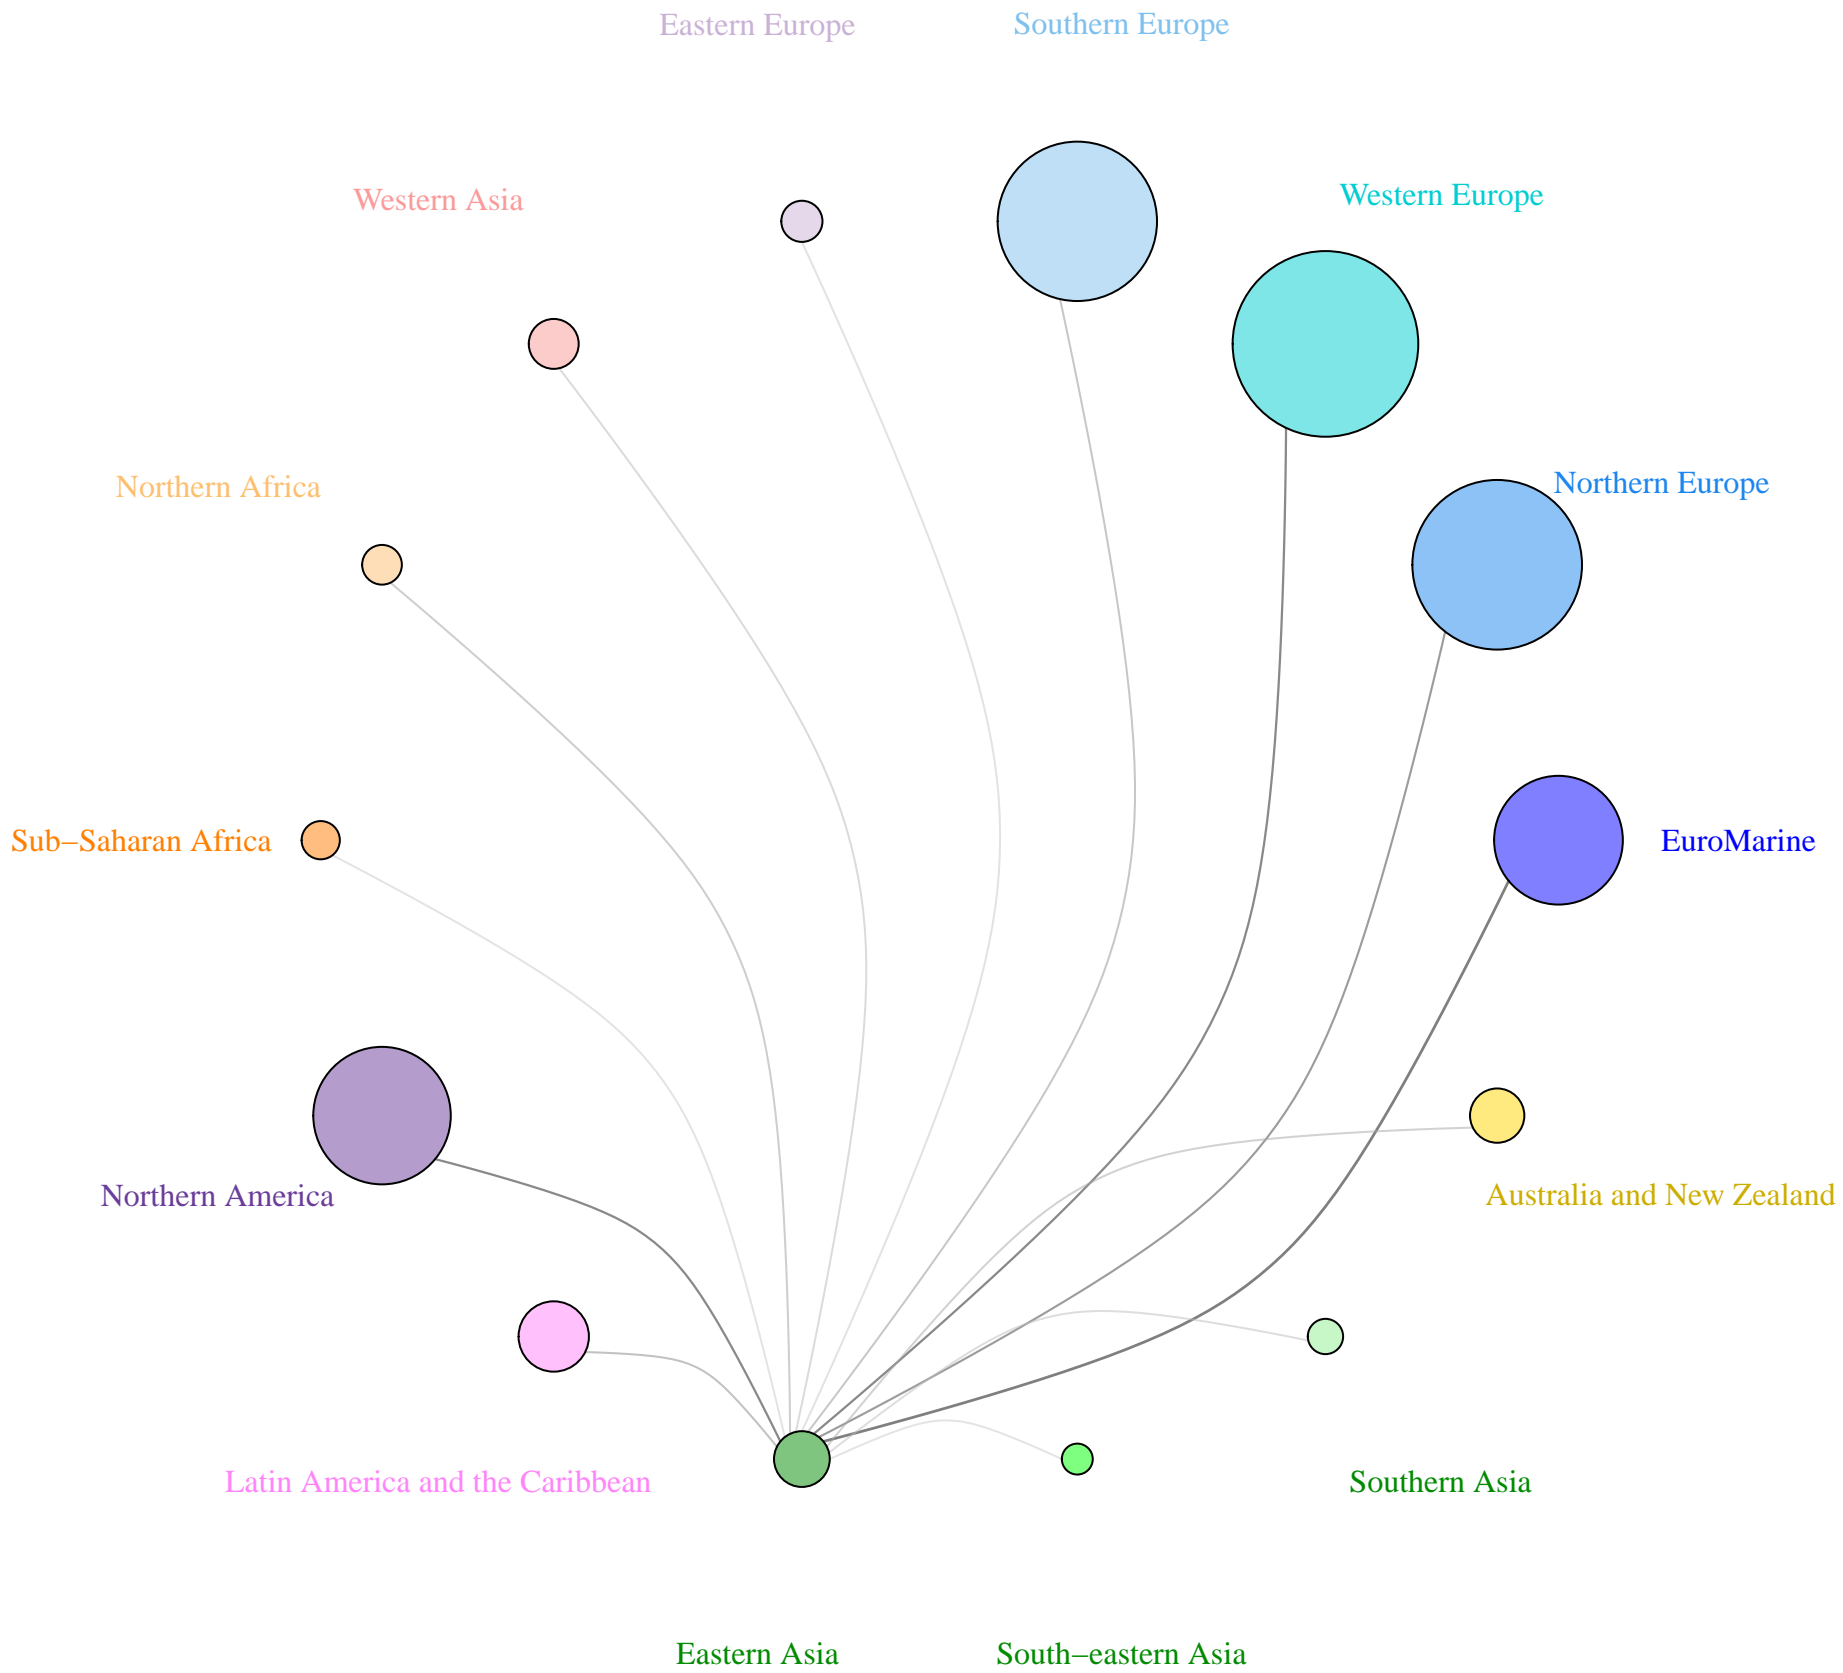 Eastern Europe
Southern Europe
Western Asia
Western Europe
Northern Africa
Northern Europe
Sub−Saharan Africa
EuroMarine
Northern America
Australia and New Zealand
Latin America and the Caribbean
Southern Asia
Eastern Asia
South−eastern Asia